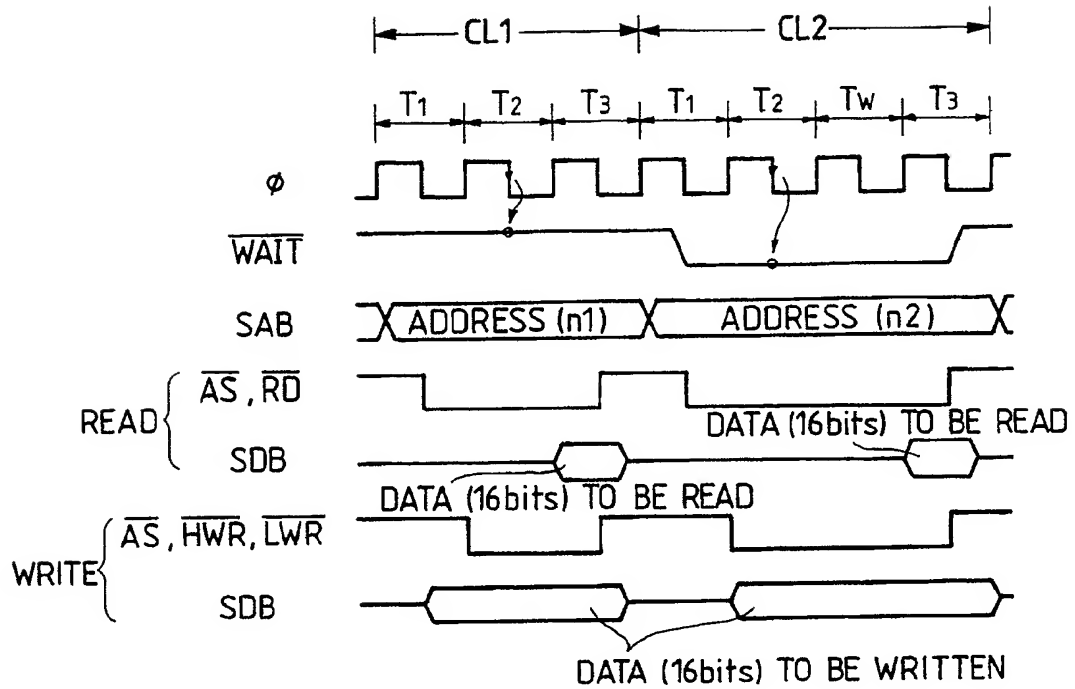 CL1 CL2
T1 T2 T3 T1 T2 TW T3
ϕ
WAIT
SAB ADDRESS (n1) ADDRESS (n2)
READ AS, RD
DATA (16bits) TO BE READ
SDB
DATA (16bits) TO BE READ
WRITE AS, HWR, LWR
SDB
DATA (16bits) TO BE WRITTEN